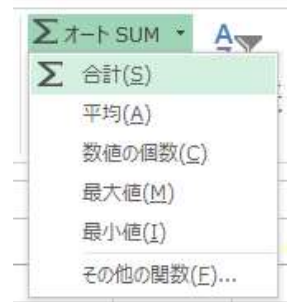 Σ オート SUM
Σ 合計(S)
平均(A)
数値の個数(C)
最大値(M)
最小値(I)
その他の関数(F)...